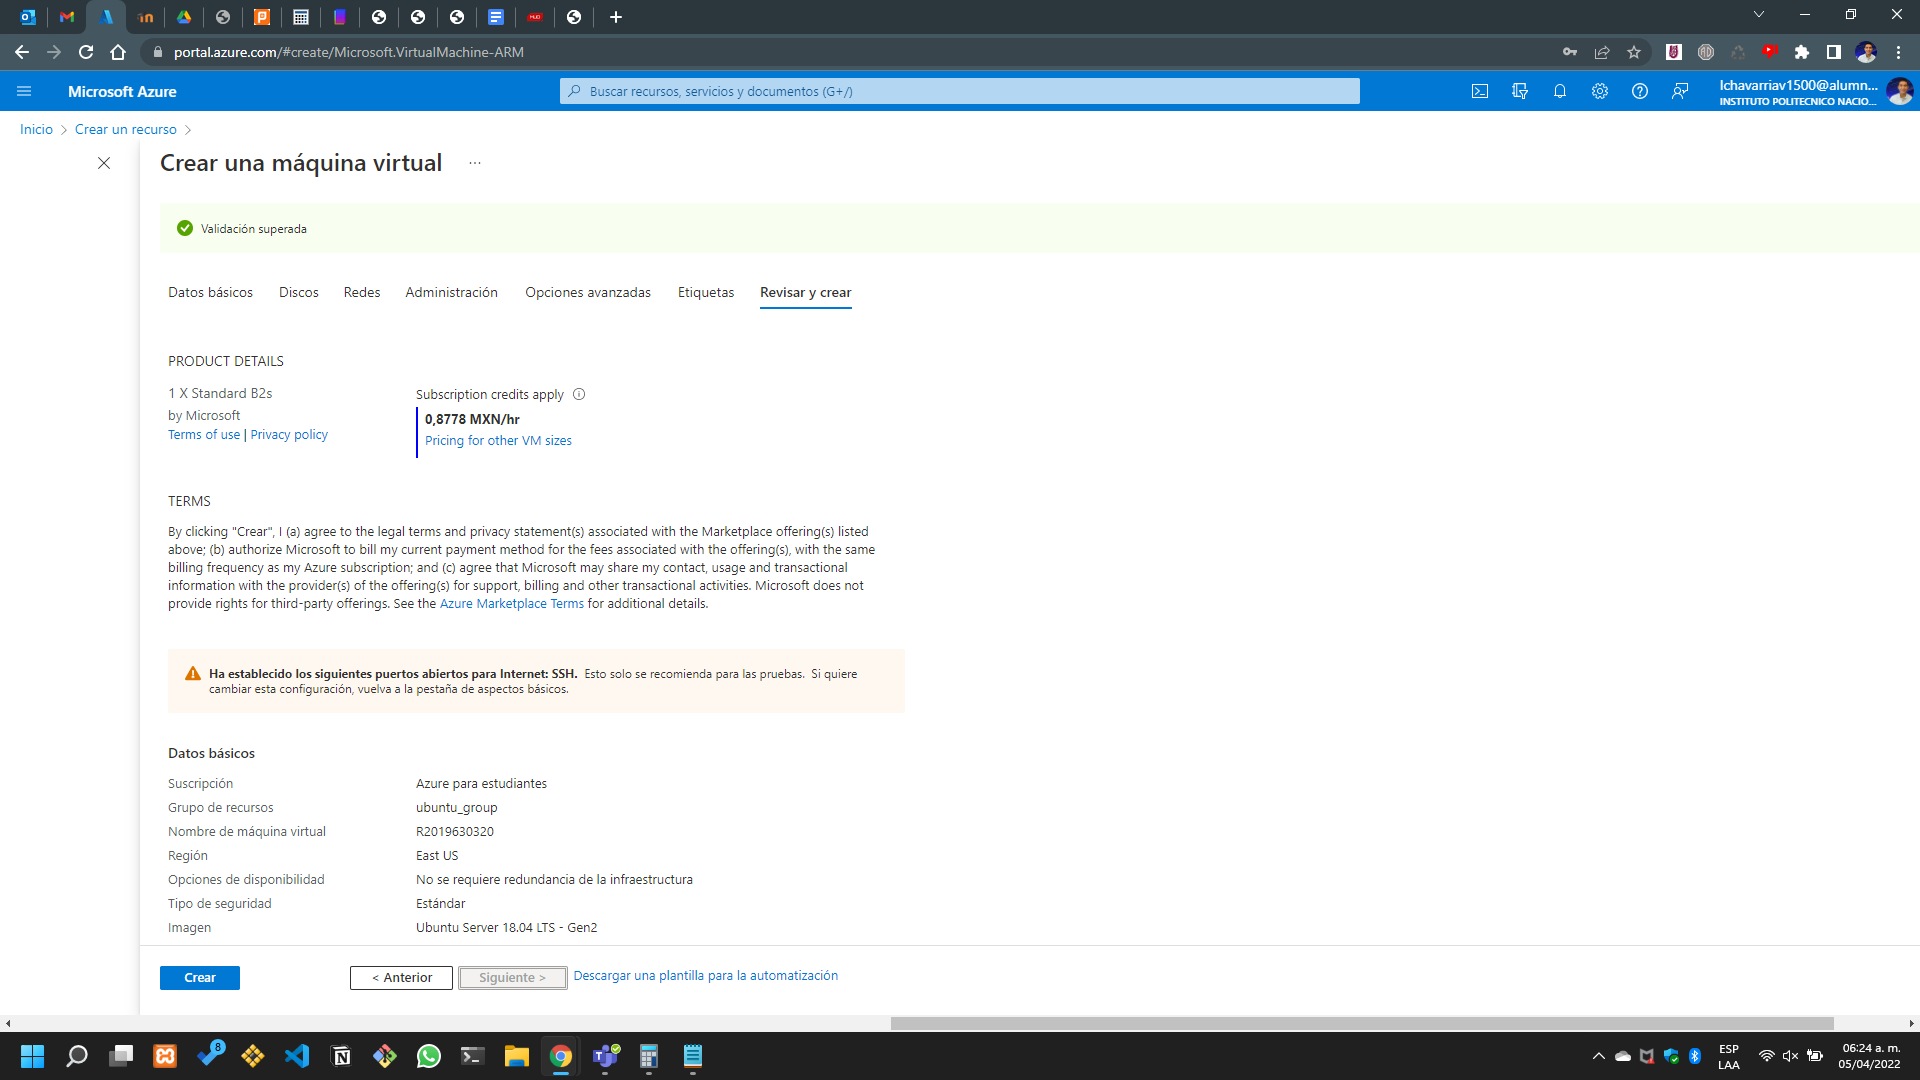 portal.azure.com/#create/Microsoft.VirtualMachine-ARM
Microsoft Azure
Buscar recursos, servicios y documentos (G+/)
lchavarriav1500@alumn...
INSTITUTO POLITECNICO NACIO...
Inicio > Crear un recurso >
Crear una máquina virtual ...
Validación superada
Datos básicos Discos Redes Administración Opciones avanzadas Etiquetas Revisar y crear
PRODUCT DETAILS
1 X Standard B2s
by Microsoft
Terms of use | Privacy policy
Subscription credits apply
0,8778 MXN/hr
Pricing for other VM sizes
TERMS
By clicking "Crear", I (a) agree to the legal terms and privacy statement(s) associated with the Marketplace offering(s) listed
above; (b) authorize Microsoft to bill my current payment method for the fees associated with the offering(s), with the same
billing frequency as my Azure subscription; and (c) agree that Microsoft may share my contact, usage and transactional
information with the provider(s) of the offering(s) for support, billing and other transactional activities. Microsoft does not
provide rights for third-party offerings. See the Azure Marketplace Terms for additional details.
Ha establecido los siguientes puertos abiertos para Internet: SSH. Esto solo se recomienda para las pruebas. Si quiere
cambiar esta configuración, vuelva a la pestaña de aspectos básicos.
Datos básicos
Suscripción Azure para estudiantes
Grupo de recursos ubuntu_group
Nombre de máquina virtual R2019630320
Región East US
Opciones de disponibilidad No se requiere redundancia de la infraestructura
Tipo de seguridad Estándar
Imagen Ubuntu Server 18.04 LTS - Gen2
Crear < Anterior Siguiente > Descargar una plantilla para la automatización
8
ESP
LAA
06:24 a. m.
05/04/2022